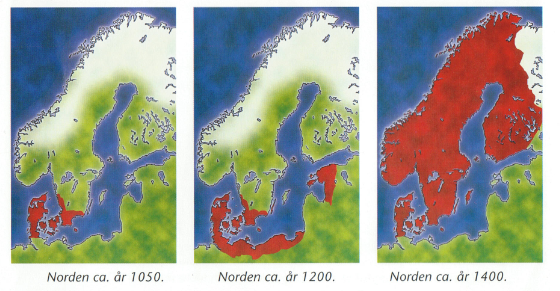 Norden ca. år 1050.
Norden ca. år 1200.
Norden ca. år 1400.